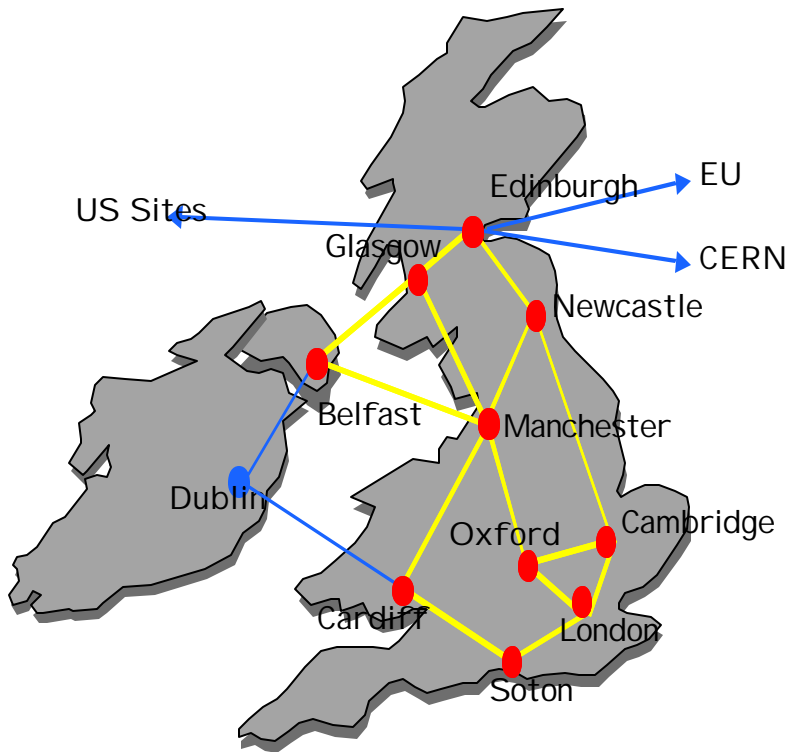 EU
Edinburgh
US Sites
Glasgow
CERN
Newcastle
Belfast
Manchester
Dublin
Oxford
Cambridge
Cardiff
London
Soton